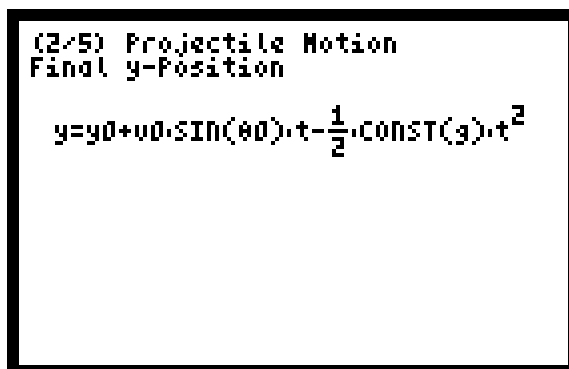 (2/5) Projectile Motion
Final y-Position
y=y0+v0·SIN(θ0)·t-½·CONST(g)·t²